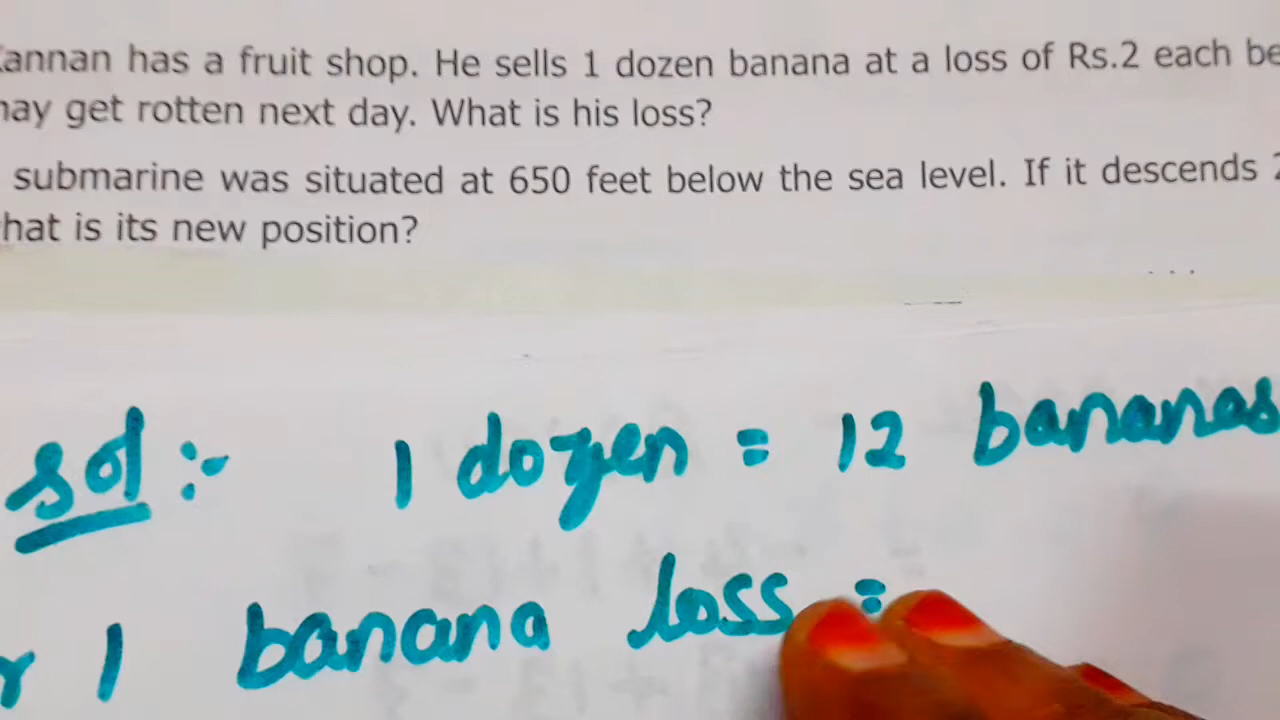 annan has a fruit shop. He sells 1 dozen banana at a loss of Rs.2 each be
may get rotten next day. What is his loss?
submarine was situated at 650 feet below the sea level. If it descends 2
hat is its new position?
sol :- 1 dozen = 12 bananas
r 1 banana loss =